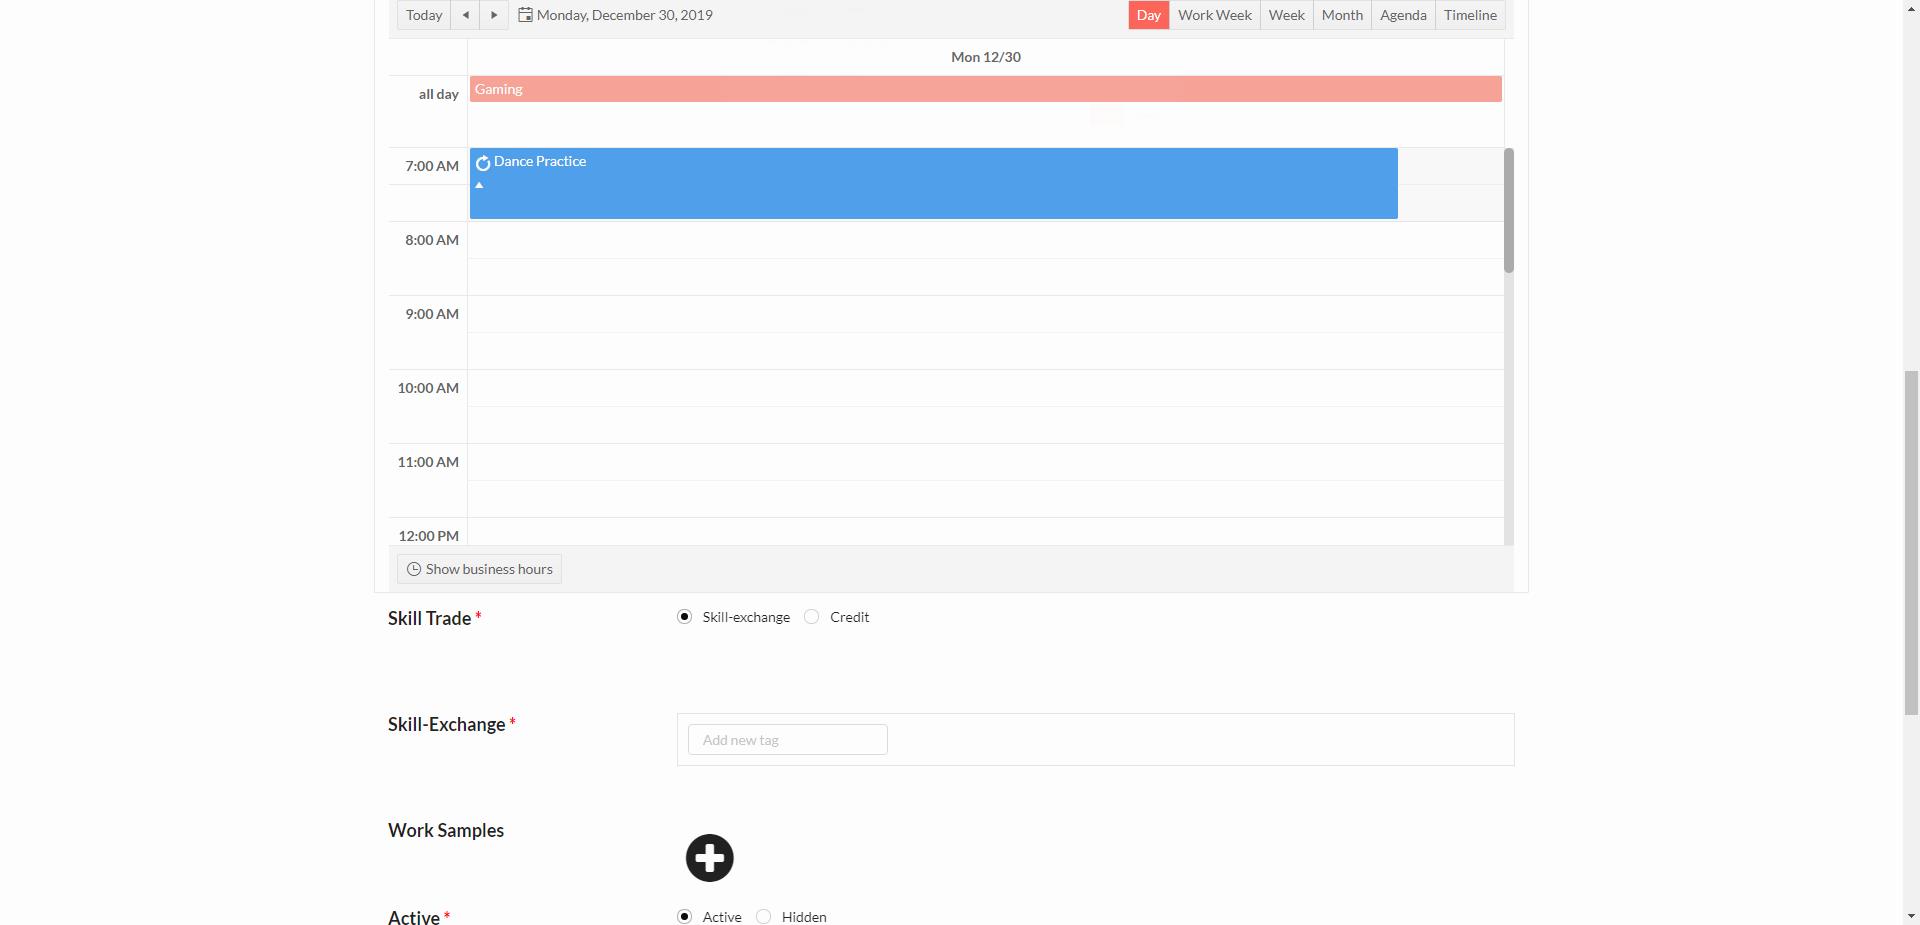 Today Monday, December 30, 2019 Day Work Week Week Month Agenda Timeline
Mon 12/30
all day Gaming
7:00 AM Dance Practice
8:00 AM
9:00 AM
10:00 AM
11:00 AM
12:00 PM
Show business hours
Skill Trade * Skill-exchange Credit
Skill-Exchange * Add new tag
Work Samples
Active * Active Hidden